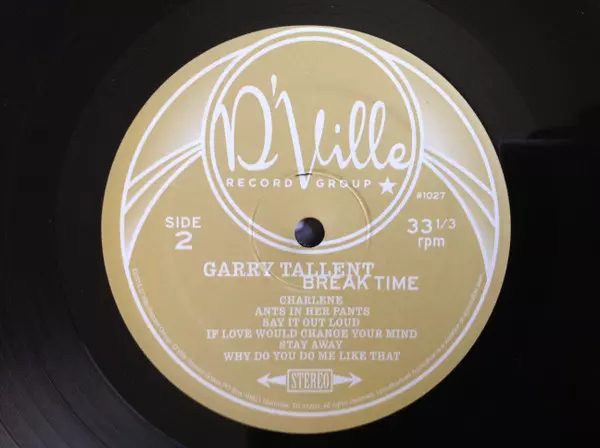 D'Ville
RECORD GROUP
#1027
SIDE
2
33 1/3
rpm
GARRY TALLENT
BREAK TIME
CHARLENE
ANTS IN HER PANTS
SAY IT OUT LOUD
IF LOVE WOULD CHANGE YOUR MIND
STAY AWAY
WHY DO YOU DO ME LIKE THAT
STEREO